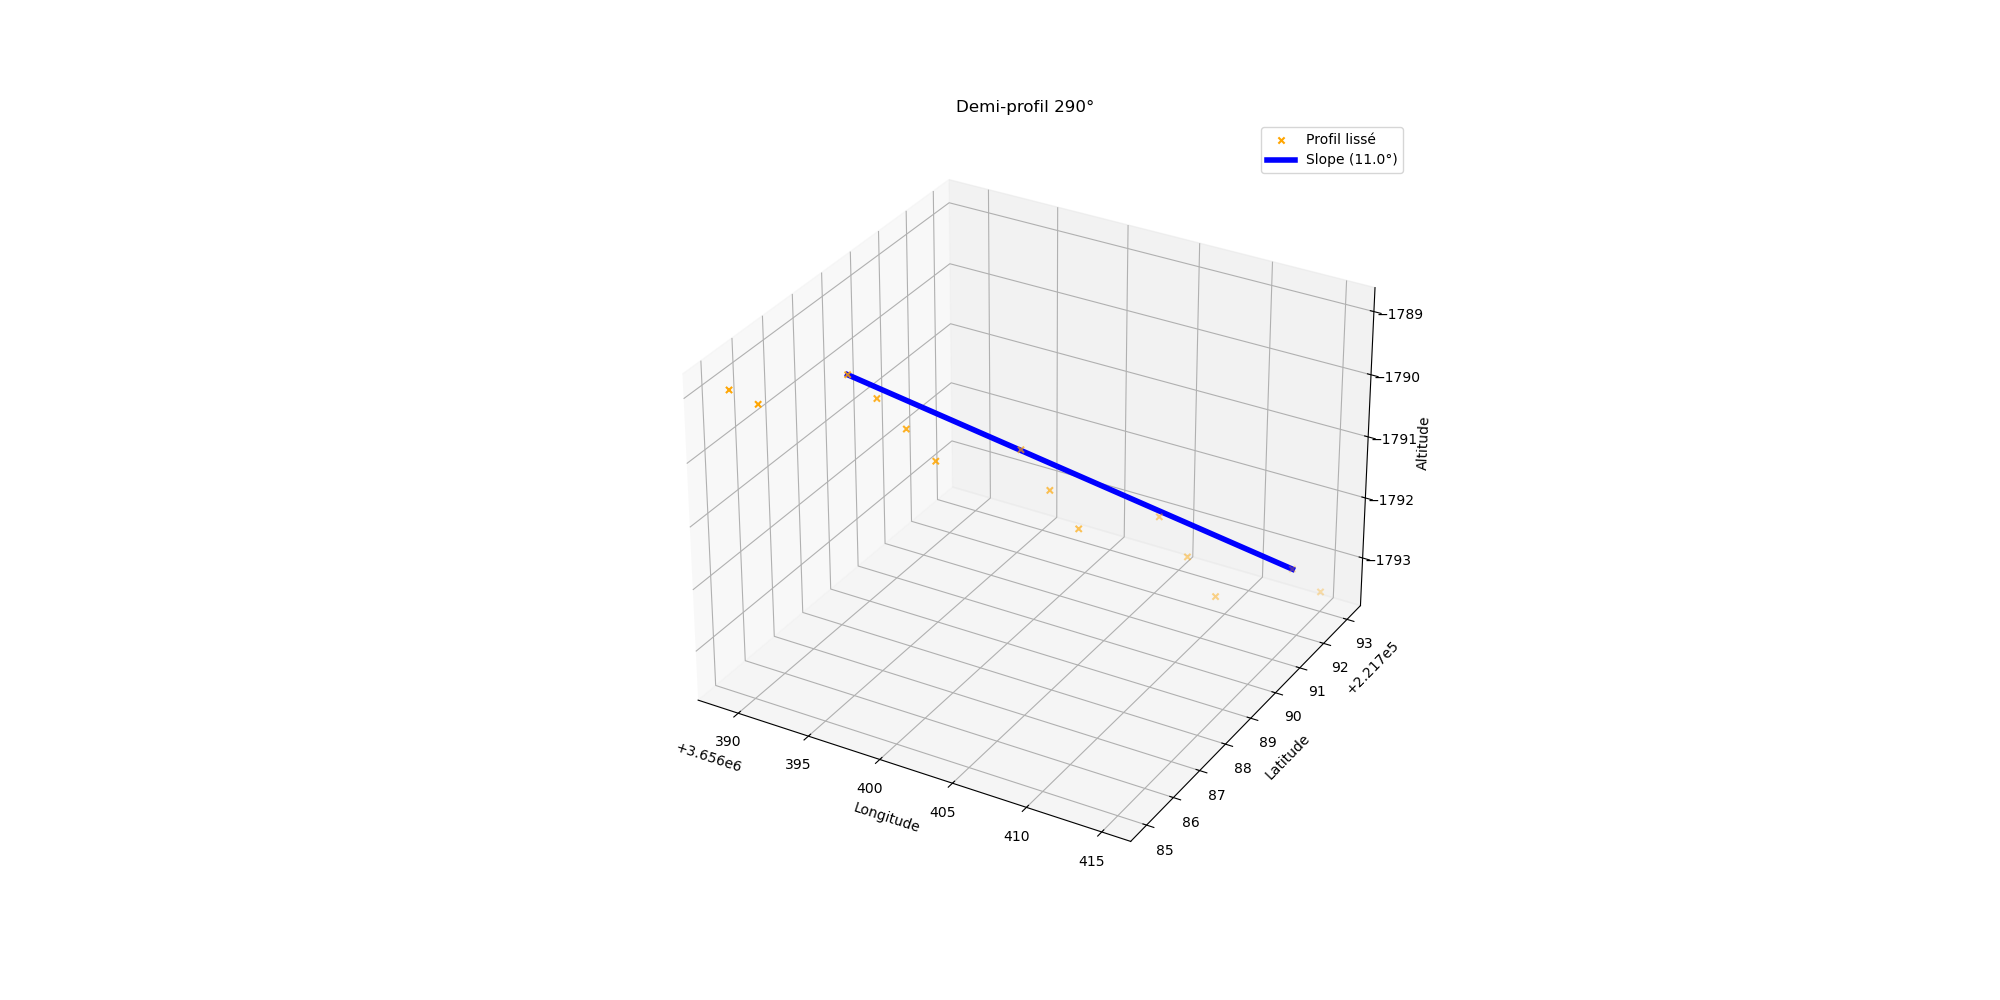 Demi-profil 290°
Profil lissé
Slope (11.0°)
−1789
−1790
−1791
−1792
−1793
Altitude
93
92
91
90
89
88
87
86
85
+2.217e5
Latitude
390
395
400
405
410
415
+3.656e6
Longitude